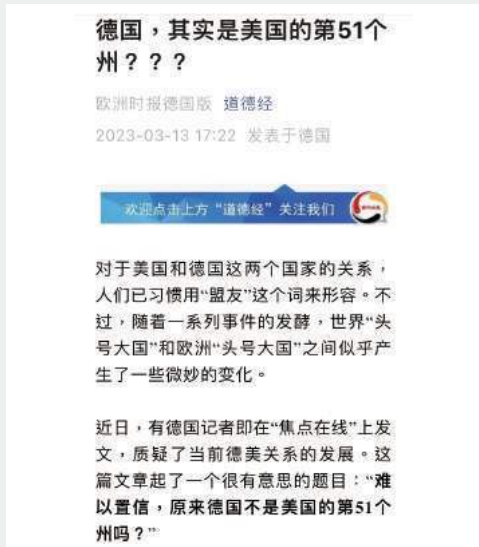 德国，其实是美国的第51个
州？？？
欧洲时报德国版 道德经
2023-03-13 17:22 发表于德国
欢迎点击上方“道德经”关注我们
对于美国和德国这两个国家的关系，
人们已习惯用“盟友”这个词来形容。不
过，随着一系列事件的发酵，世界“头
号大国”和欧洲“头号大国”之间似乎产
生了一些微妙的变化。
近日，有德国记者即在“焦点在线”上发
文，质疑了当前德美关系的发展。这
篇文章起了一个很有意思的题目：“难
以置信，原来德国不是美国的第51个
州吗？”